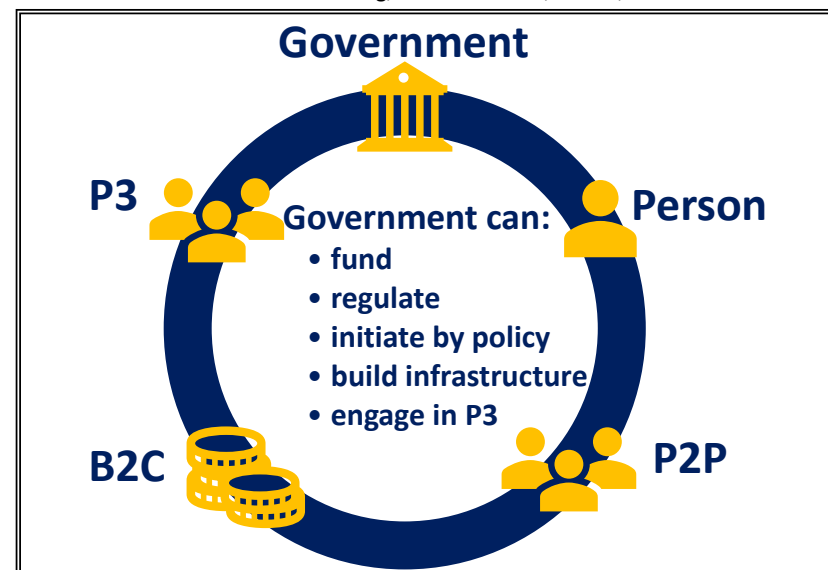 Government
P3
Person
Government can:
• fund
• regulate
• initiate by policy
• build infrastructure
• engage in P3
B2C
P2P